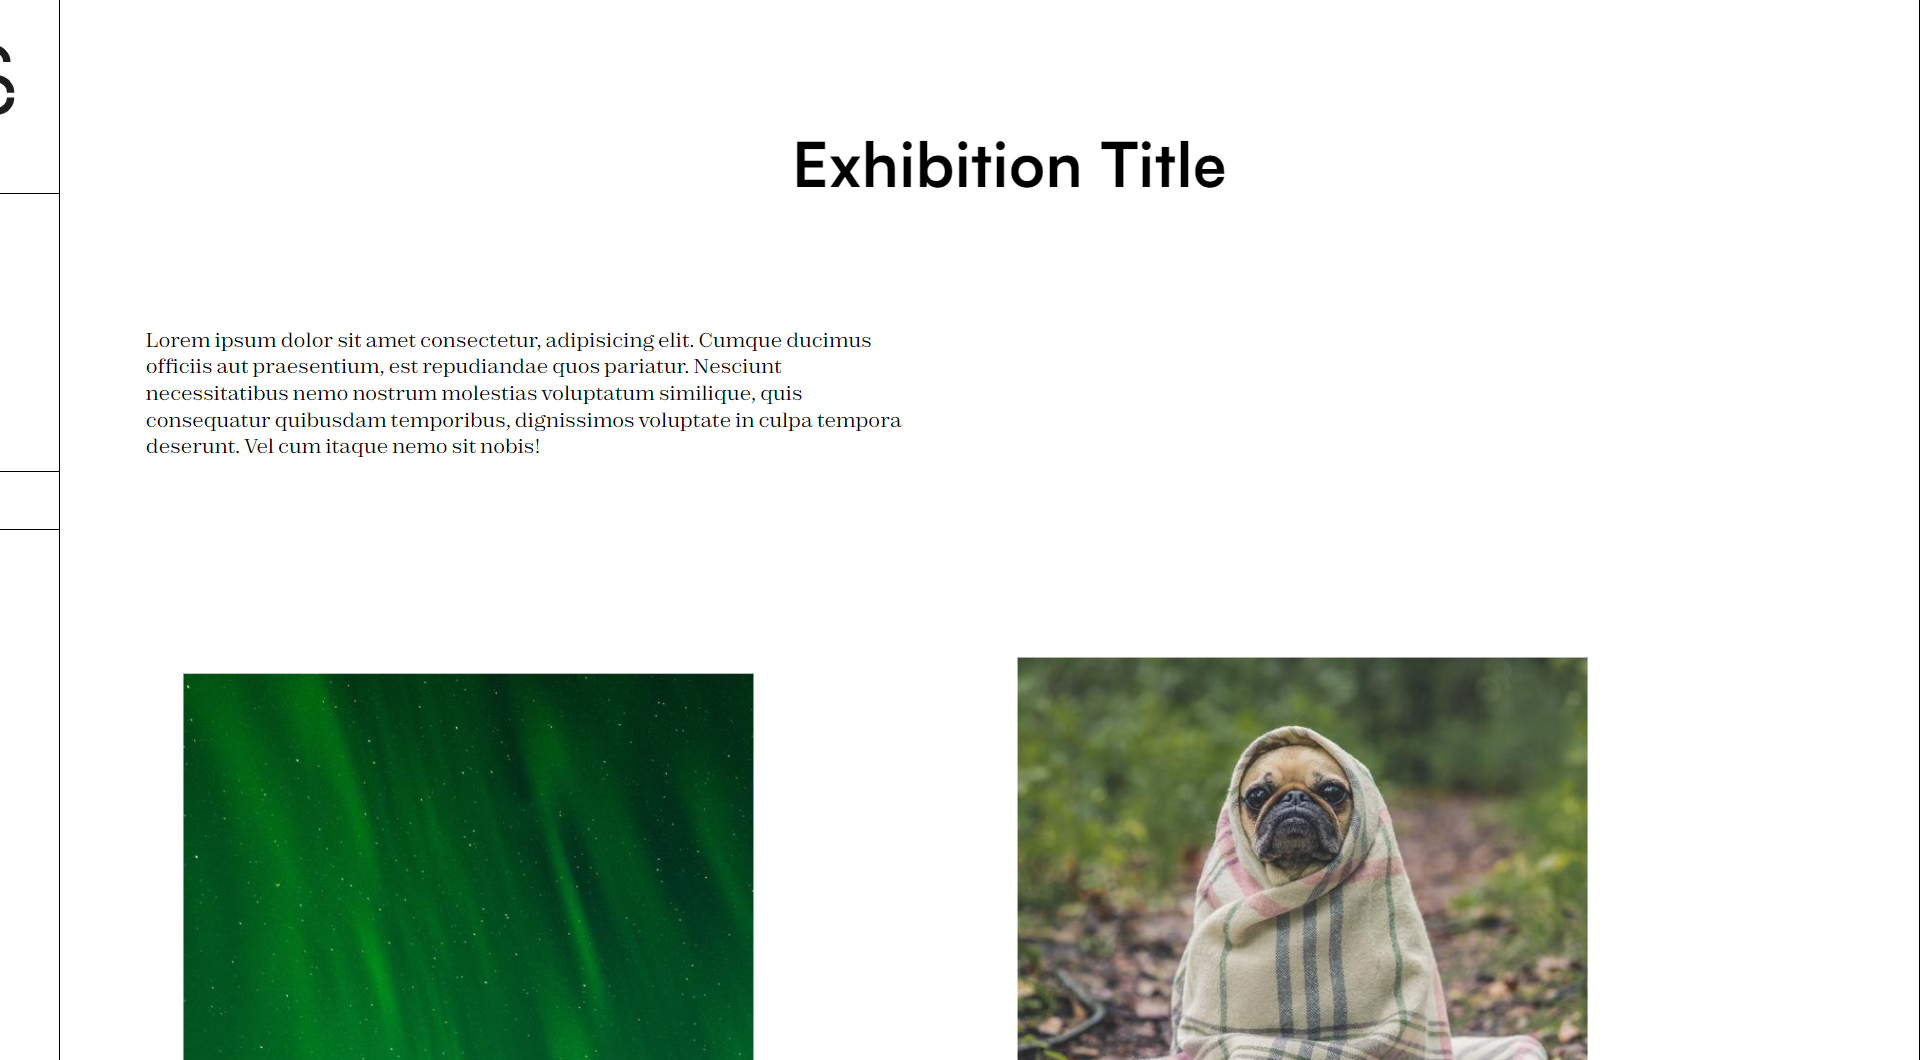 Exhibition Title
Lorem ipsum dolor sit amet consectetur, adipisicing elit. Cumque ducimus
officiis aut praesentium, est repudiandae quos pariatur. Nesciunt
necessitatibus nemo nostrum molestias voluptatum similique, quis
consequatur quibusdam temporibus, dignissimos voluptate in culpa tempora
deserunt. Vel cum itaque nemo sit nobis!